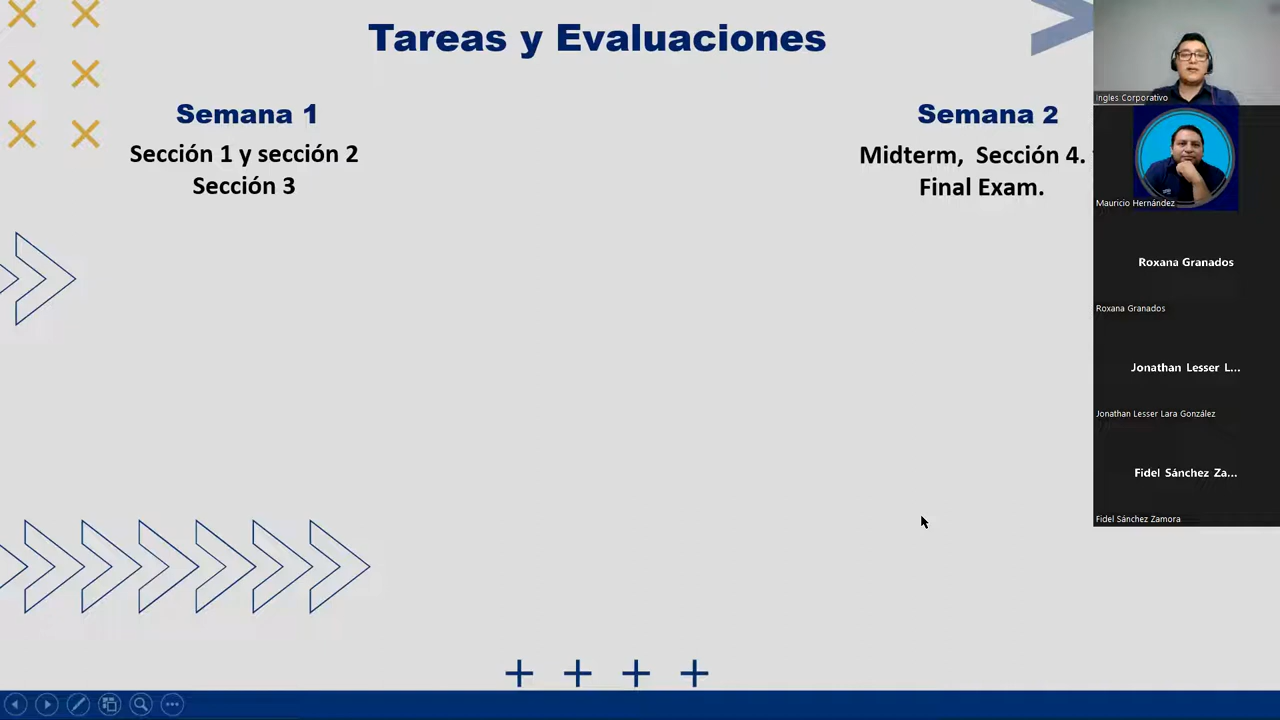 Tareas y Evaluaciones
Semana 1
Sección 1 y sección 2
Sección 3
Semana 2
Midterm, Sección 4.
Final Exam.
Ingles Corporativo
Mauricio Hernández
Roxana Granados
Roxana Granados
Jonathan Lesser L...
Jonathan Lesser Lara González
Fidel Sánchez Za...
Fidel Sánchez Zamora